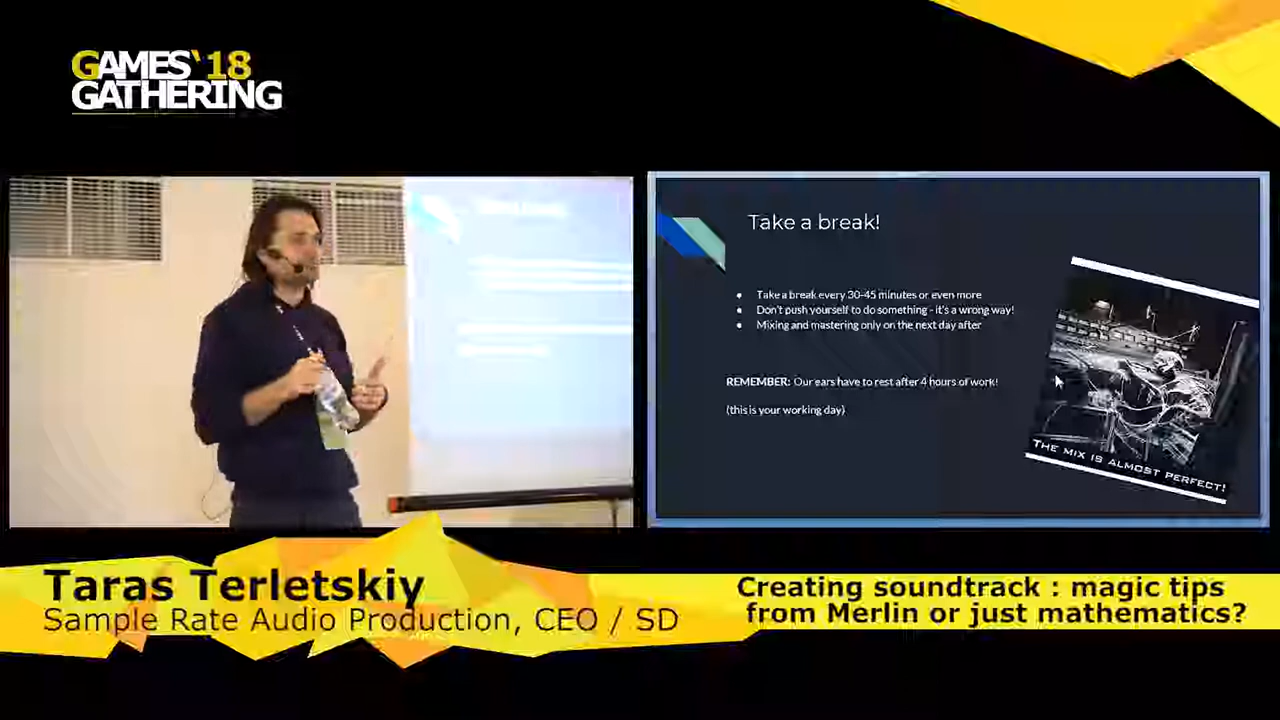 GAMES'18
GATHERING
Take a break!
Take a break every 30-45 minutes or even more
Don't push yourself to do something - it's a wrong way!
Mixing and mastering only on the next day after
REMEMBER: Our ears have to rest after 4 hours of work!
(this is your working day)
THE MIX IS ALMOST PERFECT!
Taras Terletskiy
Sample Rate Audio Production, CEO / SD
Creating soundtrack : magic tips
from Merlin or just mathematics?